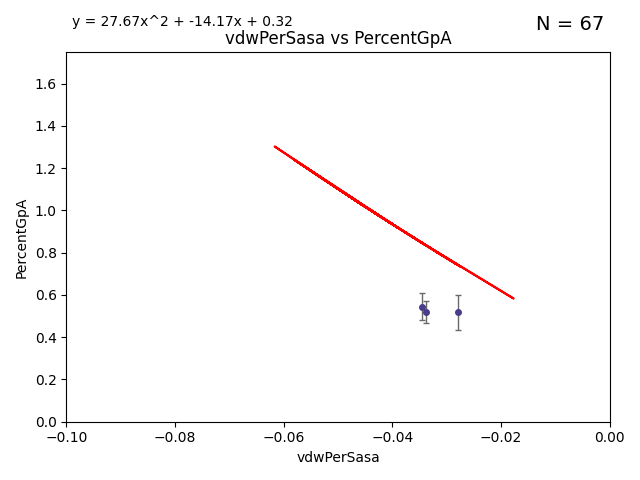 y = 27.67x^2 + -14.17x + 0.32
N = 67
vdwPerSasa vs PercentGpA
1.6
1.4
1.2
1.0
0.8
0.6
0.4
0.2
0.0
PercentGpA
−0.10 −0.08 −0.06 −0.04 −0.02 0.00
vdwPerSasa